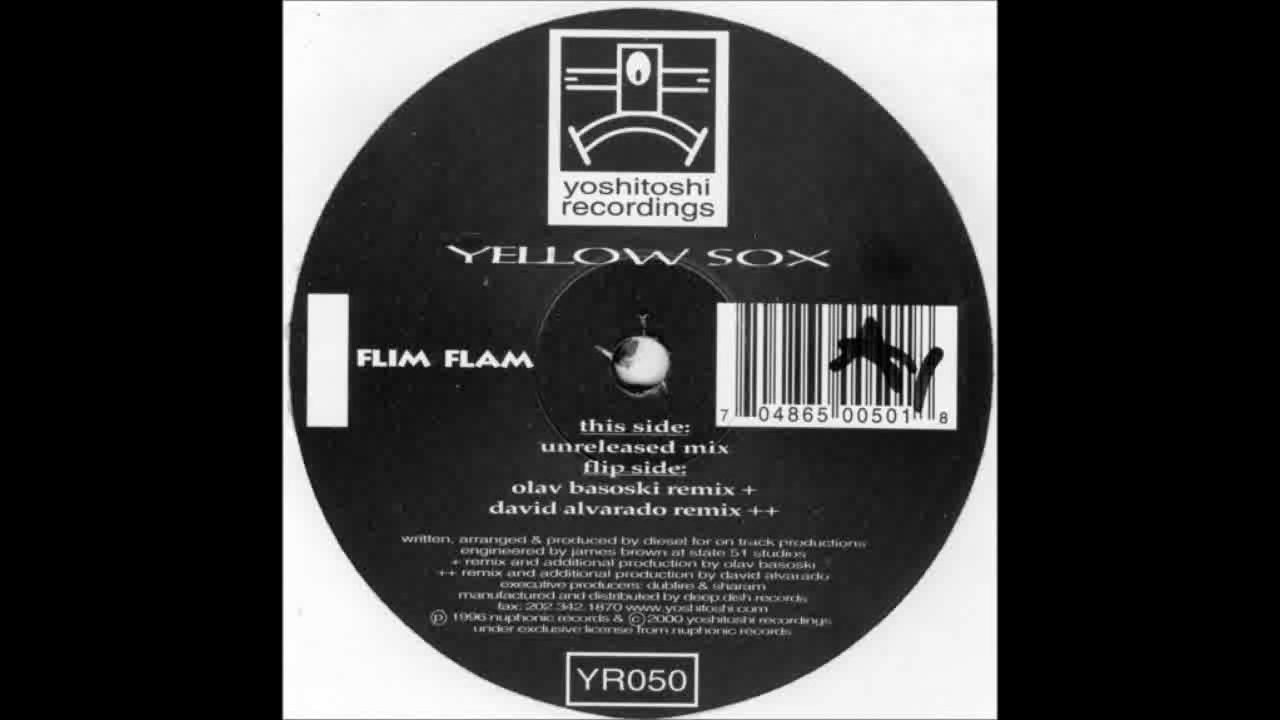 yoshitoshi
recordings
YELLOW SOX
FLIM FLAM
7 04865 00501 8
this side:
unreleased mix
flip side:
olav basoski remix +
david alvarado remix ++
written, arranged & produced by diesel for on track productions
engineered by james brown at state 51 studios
+ remix and additional production by olav basoski
++ remix and additional production by david alvarado
executive producers: dubfire & sharam
manufactured and distributed by deep dish records
fax: 202.342.1870 www.yoshitoshi.com
℗ 1996 nuphonic records & © 2000 yoshitoshi recordings
under exclusive license from nuphonic records
YR050